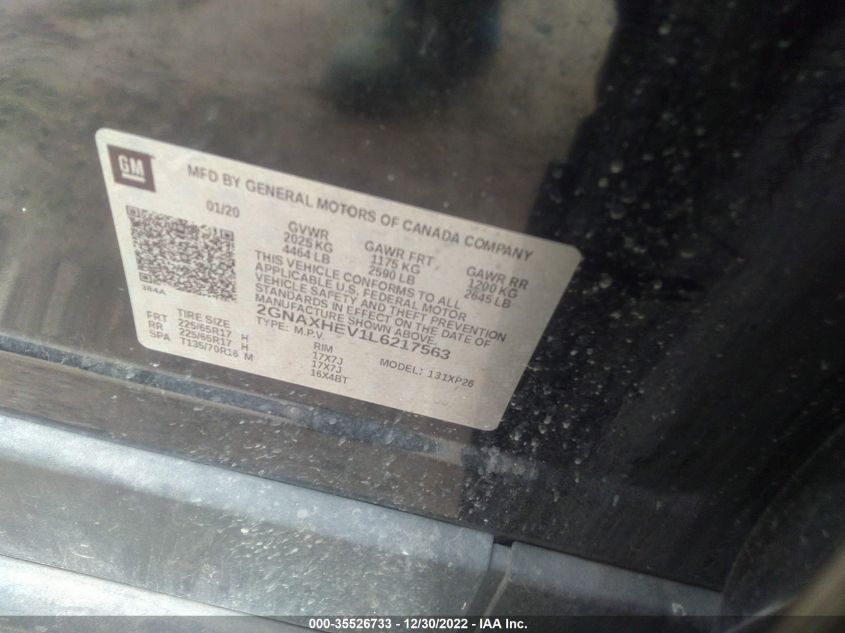 GM
MFD BY GENERAL MOTORS OF CANADA COMPANY
01/20
GVWR
2025 KG
4464 LB
GAWR FRT
1175 KG
2590 LB
GAWR RR
1200 KG
2645 LB
THIS VEHICLE CONFORMS TO ALL
APPLICABLE U.S. FEDERAL MOTOR
VEHICLE SAFETY AND THEFT PREVENTION
STANDARDS IN EFFECT ON THE DATE OF
MANUFACTURE SHOWN ABOVE.
2GNAXHEV1L6217563
TYPE: M.P.V.
MODEL: 131XP26
384A
TIRE SIZE RIM
FRT 225/65R17 H 17X7J
RR 225/65R17 H 17X7J
SPA T135/70R16 M 16X4BT
000-35526733 - 12/30/2022 - IAA Inc.